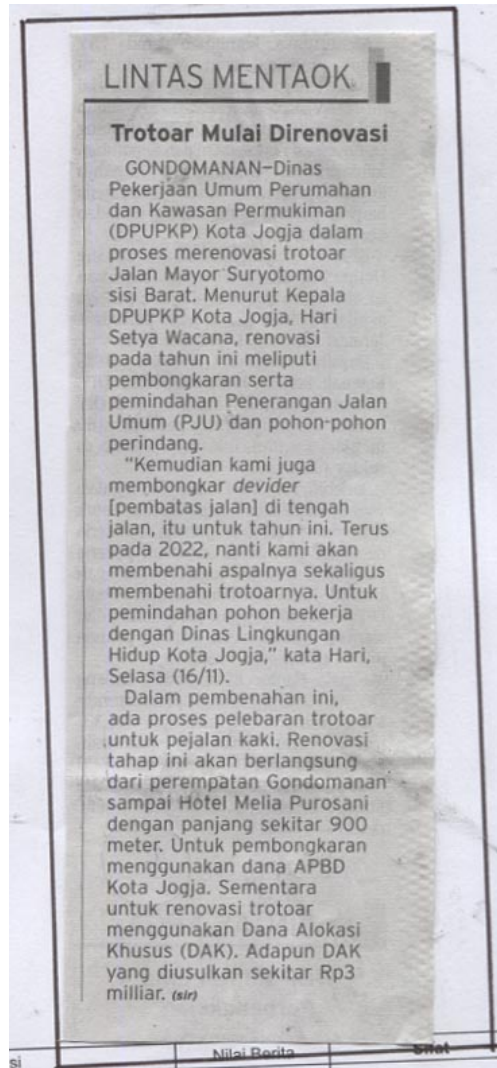 LINTAS MENTAOK
Trotoar Mulai Direnovasi
GONDOMANAN–Dinas
Pekerjaan Umum Perumahan
dan Kawasan Permukiman
(DPUPKP) Kota Jogja dalam
proses merenovasi trotoar
Jalan Mayor Suryotomo
sisi Barat. Menurut Kepala
DPUPKP Kota Jogja, Hari
Setya Wacana, renovasi
pada tahun ini meliputi
pembongkaran serta
pemindahan Penerangan Jalan
Umum (PJU) dan pohon-pohon
perindang.
"Kemudian kami juga
membongkar devider
[pembatas jalan] di tengah
jalan, itu untuk tahun ini. Terus
pada 2022, nanti kami akan
membenahi aspalnya sekaligus
membenahi trotoarnya. Untuk
pemindahan pohon bekerja
dengan Dinas Lingkungan
Hidup Kota Jogja," kata Hari,
Selasa (16/11).
Dalam pembenahan ini,
ada proses pelebaran trotoar
untuk pejalan kaki. Renovasi
tahap ini akan berlangsung
dari perempatan Gondomanan
sampai Hotel Melia Purosani
dengan panjang sekitar 900
meter. Untuk pembongkaran
menggunakan dana APBD
Kota Jogja. Sementara
untuk renovasi trotoar
menggunakan Dana Alokasi
Khusus (DAK). Adapun DAK
yang diusulkan sekitar Rp3
milliar. (sir)
si Nilai Berita Sifat